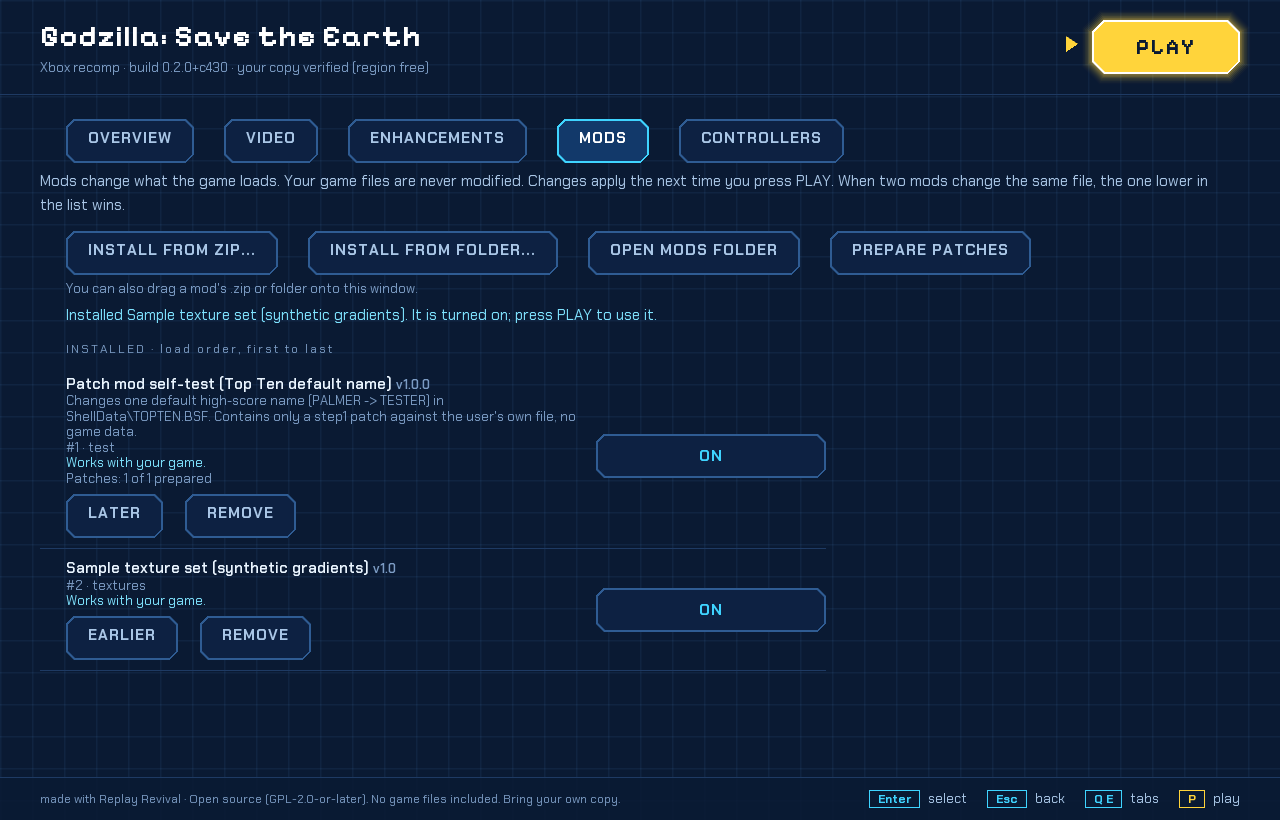 Godzilla: Save the Earth
Xbox recomp · build 0.2.0+c430 · your copy verified (region free)
PLAY
OVERVIEW
VIDEO
ENHANCEMENTS
MODS
CONTROLLERS
Mods change what the game loads. Your game files are never modified. Changes apply the next time you press PLAY. When two mods change the same file, the one lower in
the list wins.
INSTALL FROM ZIP...
INSTALL FROM FOLDER...
OPEN MODS FOLDER
PREPARE PATCHES
You can also drag a mod's .zip or folder onto this window.
Installed Sample texture set (synthetic gradients). It is turned on; press PLAY to use it.
INSTALLED · load order, first to last
Patch mod self-test (Top Ten default name) v1.0.0
Changes one default high-score name (PALMER -> TESTER) in
ShellData\TOPTEN.BSF. Contains only a step1 patch against the user's own file, no
game data.
#1 · test
Works with your game.
Patches: 1 of 1 prepared
ON
LATER
REMOVE
Sample texture set (synthetic gradients) v1.0
#2 · textures
Works with your game.
ON
EARLIER
REMOVE
made with Replay Revival · Open source (GPL-2.0-or-later). No game files included. Bring your own copy.
Enter select
Esc back
Q E tabs
P play